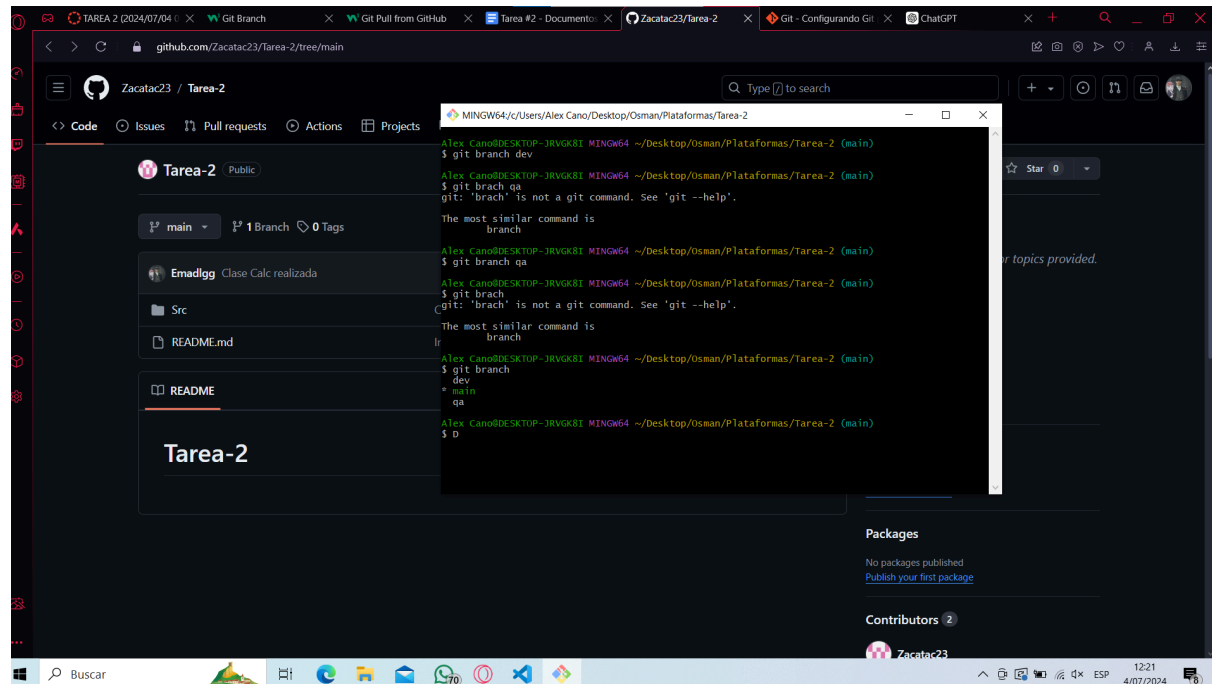 TAREA 2 (2024/07/04 0
Git Branch
Git Pull from GitHub
Tarea #2 - Documento
Zacatac23/Tarea-2
Git - Configurando Git
ChatGPT
github.com/Zacatac23/Tarea-2/tree/main
Zacatac23 / Tarea-2
Type / to search
Code
Issues
Pull requests
Actions
Projects
Tarea-2 Public
Star 0
main
1 Branch
0 Tags
Emadlgg Clase Calc realizada
Src
README.md
README
Tarea-2
MINGW64:/c/Users/Alex Cano/Desktop/Osman/Plataformas/Tarea-2
Alex Cano@DESKTOP-JRVGK8I MINGW64 ~/Desktop/Osman/Plataformas/Tarea-2 (main)
$ git branch dev
Alex Cano@DESKTOP-JRVGK8I MINGW64 ~/Desktop/Osman/Plataformas/Tarea-2 (main)
$ git brach qa
git: 'brach' is not a git command. See 'git --help'.
The most similar command is
branch
Alex Cano@DESKTOP-JRVGK8I MINGW64 ~/Desktop/Osman/Plataformas/Tarea-2 (main)
$ git branch qa
Alex Cano@DESKTOP-JRVGK8I MINGW64 ~/Desktop/Osman/Plataformas/Tarea-2 (main)
$ git brach
git: 'brach' is not a git command. See 'git --help'.
The most similar command is
branch
Alex Cano@DESKTOP-JRVGK8I MINGW64 ~/Desktop/Osman/Plataformas/Tarea-2 (main)
$ git branch
dev
* main
qa
Alex Cano@DESKTOP-JRVGK8I MINGW64 ~/Desktop/Osman/Plataformas/Tarea-2 (main)
$ D
or topics provided.
Packages
No packages published
Publish your first package
Contributors 2
Zacatac23
Buscar
70
ESP
12:21
4/07/2024
8